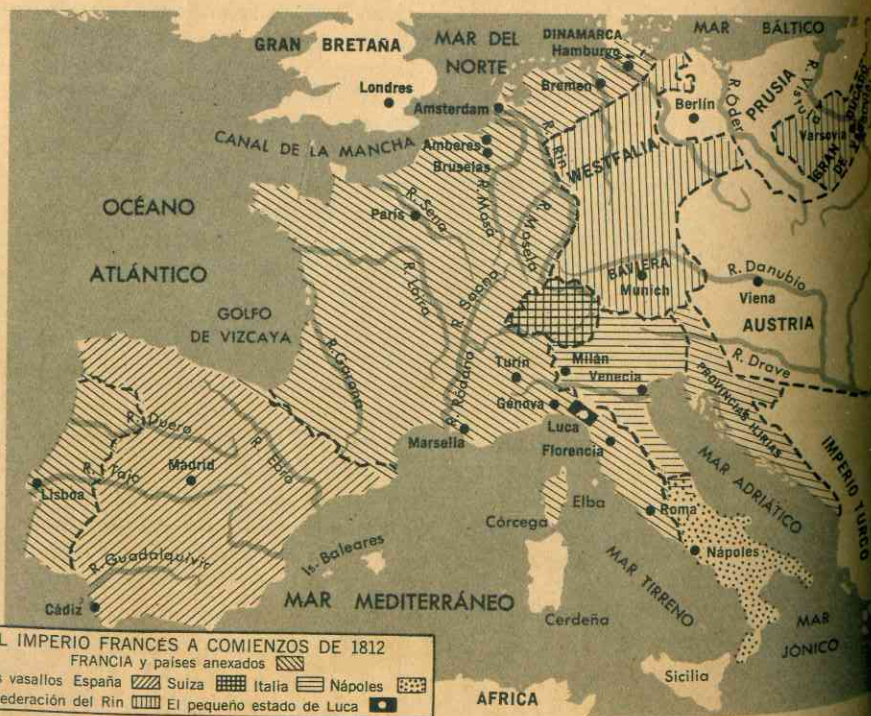 GRAN BRETAÑA
MAR DEL
NORTE
DINAMARCA
Hamburgo
MAR BÁLTICO
Londres
Bremen
Berlín
R. Óder
PRUSIA
R. Vístula
Varsovia
GRAN DUCADO
DE
Amsterdam
CANAL DE LA MANCHA
Amberes
Bruselas
R. Rin
WESTFALIA
OCÉANO
ATLÁNTICO
París
R. Sena
R. Masa
R. Mosela
R. Loira
R. Saona
BAVIERA
Munich
R. Danubio
Viena
AUSTRIA
GOLFO
DE VIZCAYA
R. Garona
R. Ródano
Turín
Milán
Venecia
R. Drave
PROVINCIAS ILIRIAS
Génova
Luca
Florencia
Marsella
R. Duero
R. Ebro
R. Tajo
Madrid
Lisboa
R. Guadalquivir
Cádiz
Is. Baleares
Córcega
Elba
Roma
MAR ADRIÁTICO
IMPERIO TURCO
Nápoles
MAR TIRRENO
MAR MEDITERRÁNEO
Cerdeña
MAR
JÓNICO
Sicilia
AFRICA
L IMPERIO FRANCÉS A COMIENZOS DE 1812
FRANCIA y países anexados
s vasallos España Suiza Italia Nápoles
ederación del Rin El pequeño estado de Luca